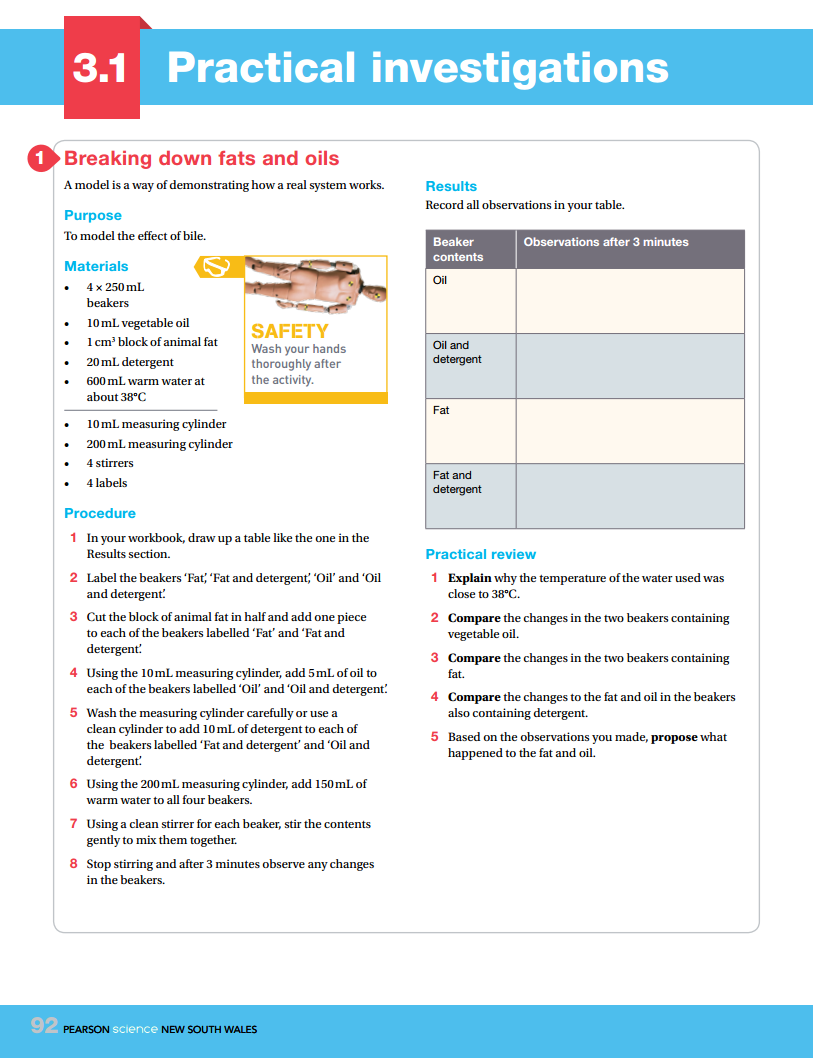 3.1
Practical investigations
1
Breaking down fats and oils
A model is a way of demonstrating how a real system works.
Purpose
To model the effect of bile.
Materials
• 4 × 250 mL
beakers
• 10 mL vegetable oil
• 1 cm³ block of animal fat
• 20 mL detergent
• 600 mL warm water at
about 38°C
• 10 mL measuring cylinder
• 200 mL measuring cylinder
• 4 stirrers
• 4 labels
SAFETY
Wash your hands
thoroughly after
the activity.
Procedure
1 In your workbook, draw up a table like the one in the
Results section.
2 Label the beakers ‘Fat’, ‘Fat and detergent’, ‘Oil’ and ‘Oil
and detergent’.
3 Cut the block of animal fat in half and add one piece
to each of the beakers labelled ‘Fat’ and ‘Fat and
detergent’.
4 Using the 10 mL measuring cylinder, add 5 mL of oil to
each of the beakers labelled ‘Oil’ and ‘Oil and detergent’.
5 Wash the measuring cylinder carefully or use a
clean cylinder to add 10 mL of detergent to each of
the beakers labelled ‘Fat and detergent’ and ‘Oil and
detergent’.
6 Using the 200 mL measuring cylinder, add 150 mL of
warm water to all four beakers.
7 Using a clean stirrer for each beaker, stir the contents
gently to mix them together.
8 Stop stirring and after 3 minutes observe any changes
in the beakers.
Results
Record all observations in your table.
Beaker
contents
Observations after 3 minutes
Oil
Oil and
detergent
Fat
Fat and
detergent
Practical review
1 Explain why the temperature of the water used was
close to 38°C.
2 Compare the changes in the two beakers containing
vegetable oil.
3 Compare the changes in the two beakers containing
fat.
4 Compare the changes to the fat and oil in the beakers
also containing detergent.
5 Based on the observations you made, propose what
happened to the fat and oil.
92 PEARSON science NEW SOUTH WALES